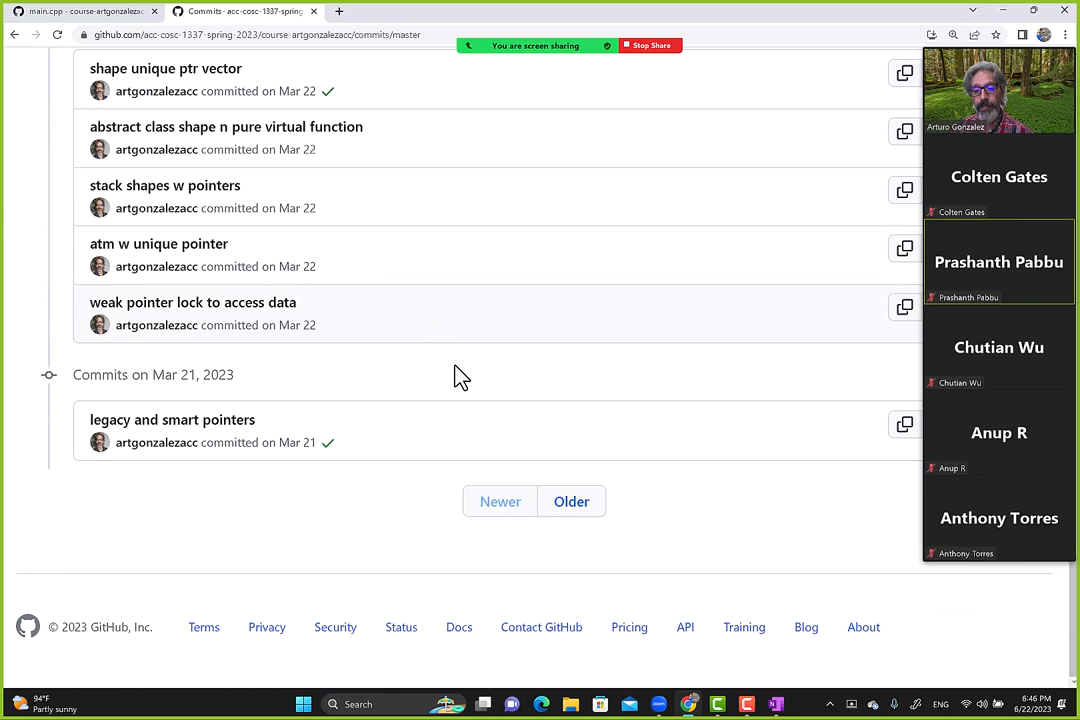 main.cpp - course-artgonzalezac
Commits - acc-cosc-1337-spring-
github.com/acc-cosc-1337-spring-2023/course-artgonzalezacc/commits/master
You are screen sharing
Stop Share
shape unique ptr vector
artgonzalezacc committed on Mar 22
abstract class shape n pure virtual function
artgonzalezacc committed on Mar 22
stack shapes w pointers
artgonzalezacc committed on Mar 22
atm w unique pointer
artgonzalezacc committed on Mar 22
weak pointer lock to access data
artgonzalezacc committed on Mar 22
Commits on Mar 21, 2023
legacy and smart pointers
artgonzalezacc committed on Mar 21
Newer
Older
© 2023 GitHub, Inc.
Terms
Privacy
Security
Status
Docs
Contact GitHub
Pricing
API
Training
Blog
About
Arturo Gonzalez
Colten Gates
Colten Gates
Prashanth Pabbu
Prashanth Pabbu
Chutian Wu
Chutian Wu
Anup R
Anup R
Anthony Torres
Anthony Torres
94°F
Partly sunny
Search
zoom
ENG
6:46 PM
6/22/2023